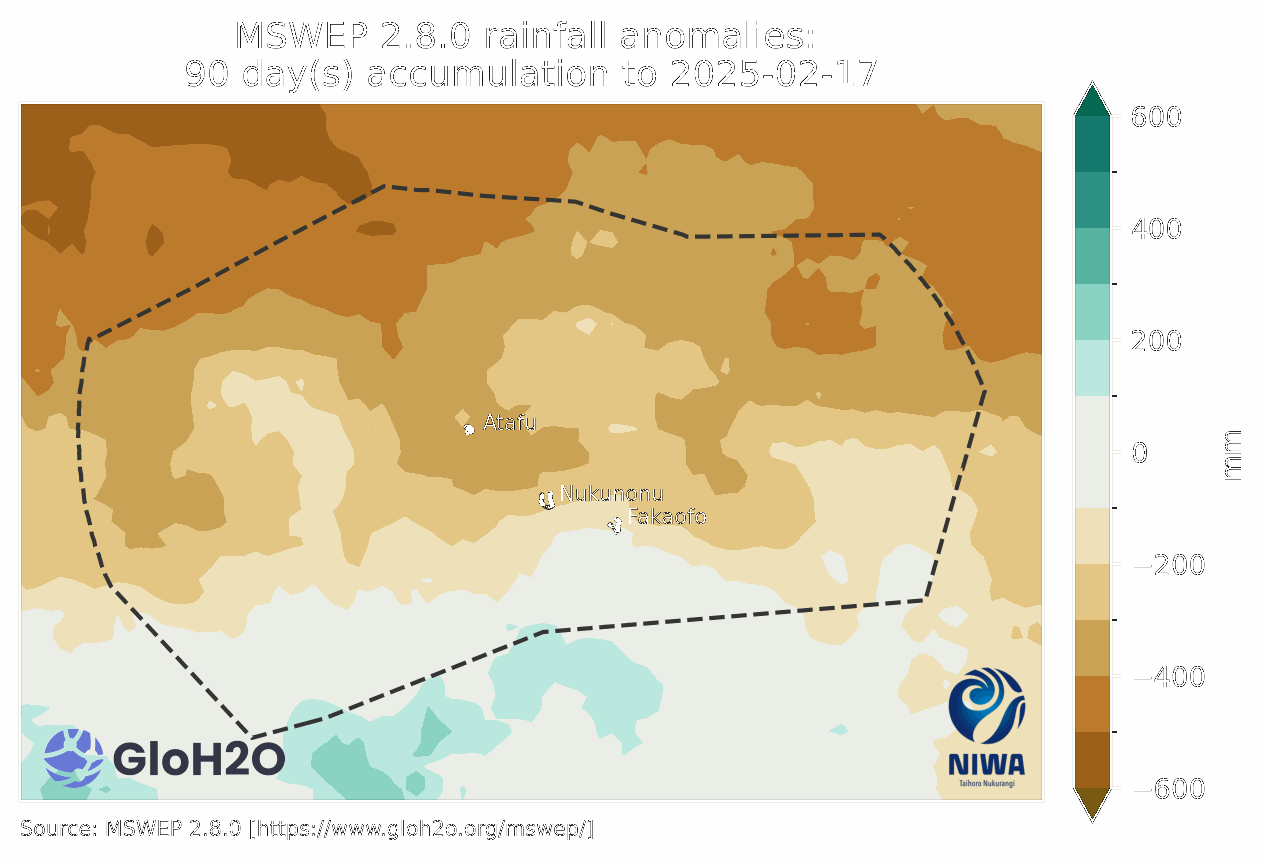 MSWEP 2.8.0 rainfall anomalies:
90 day(s) accumulation to 2025-02-17
600
400
200
0
−200
−400
−600
mm
Atafu
Nukunonu
Fakaofo
GloH2O
NIWA
Taihoro Nukurangi
Source: MSWEP 2.8.0 [https://www.gloh2o.org/mswep/]